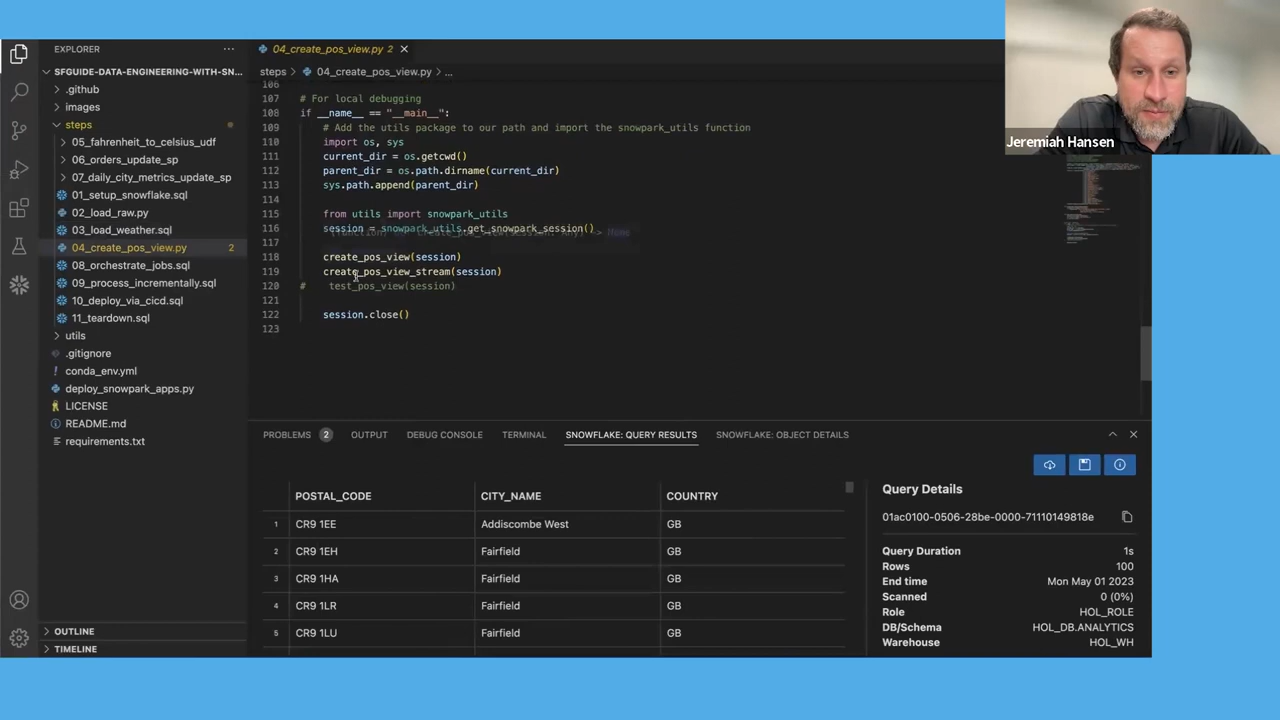 EXPLORER
04_create_pos_view.py 2
SFGUIDE-DATA-ENGINEERING-WITH-SN...
steps > 04_create_pos_view.py > ...
.github
images
steps
05_fahrenheit_to_celsius_udf
06_orders_update_sp
07_daily_city_metrics_update_sp
01_setup_snowflake.sql
02_load_raw.py
03_load_weather.sql
04_create_pos_view.py 2
08_orchestrate_jobs.sql
09_process_incrementally.sql
10_deploy_via_cicd.sql
11_teardown.sql
utils
.gitignore
conda_env.yml
deploy_snowpark_apps.py
LICENSE
README.md
requirements.txt
OUTLINE
TIMELINE
106
107 # For local debugging
108 if __name__ == "__main__":
109 # Add the utils package to our path and import the snowpark_utils function
110 import os, sys
111 current_dir = os.getcwd()
112 parent_dir = os.path.dirname(current_dir)
113 sys.path.append(parent_dir)
114
115 from utils import snowpark_utils
116 session = snowpark_utils.get_snowpark_session()
117
118 create_pos_view(session)
119 create_pos_view_stream(session)
120 # test_pos_view(session)
121
122 session.close()
123
Jeremiah Hansen
PROBLEMS 2 OUTPUT DEBUG CONSOLE TERMINAL SNOWFLAKE: QUERY RESULTS SNOWFLAKE: OBJECT DETAILS
POSTAL_CODE CITY_NAME COUNTRY
1 CR9 1EE Addiscombe West GB
2 CR9 1EH Fairfield GB
3 CR9 1HA Fairfield GB
4 CR9 1LR Fairfield GB
5 CR9 1LU Fairfield GB
Query Details
01ac0100-0506-28be-0000-71110149818e
Query Duration 1s
Rows 100
End time Mon May 01 2023
Scanned 0 (0%)
Role HOL_ROLE
DB/Schema HOL_DB.ANALYTICS
Warehouse HOL_WH